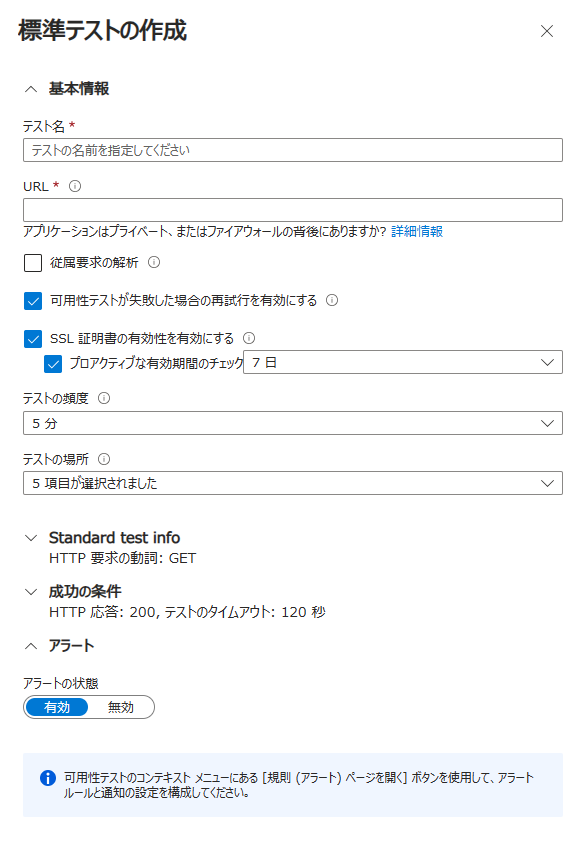 標準テストの作成
基本情報
テスト名 *
テストの名前を指定してください
URL *
アプリケーションはプライベート、またはファイアウォールの背後にありますか? 詳細情報
従属要求の解析
可用性テストが失敗した場合の再試行を有効にする
SSL 証明書の有効性を有効にする
プロアクティブな有効期間のチェック 7 日
テストの頻度
5 分
テストの場所
5 項目が選択されました
Standard test info
HTTP 要求の動詞: GET
成功の条件
HTTP 応答: 200, テストのタイムアウト: 120 秒
アラート
アラートの状態
有効 無効
可用性テストのコンテキスト メニューにある [規則 (アラート) ページを開く] ボタンを使用して、アラート
ルールと通知の設定を構成してください。